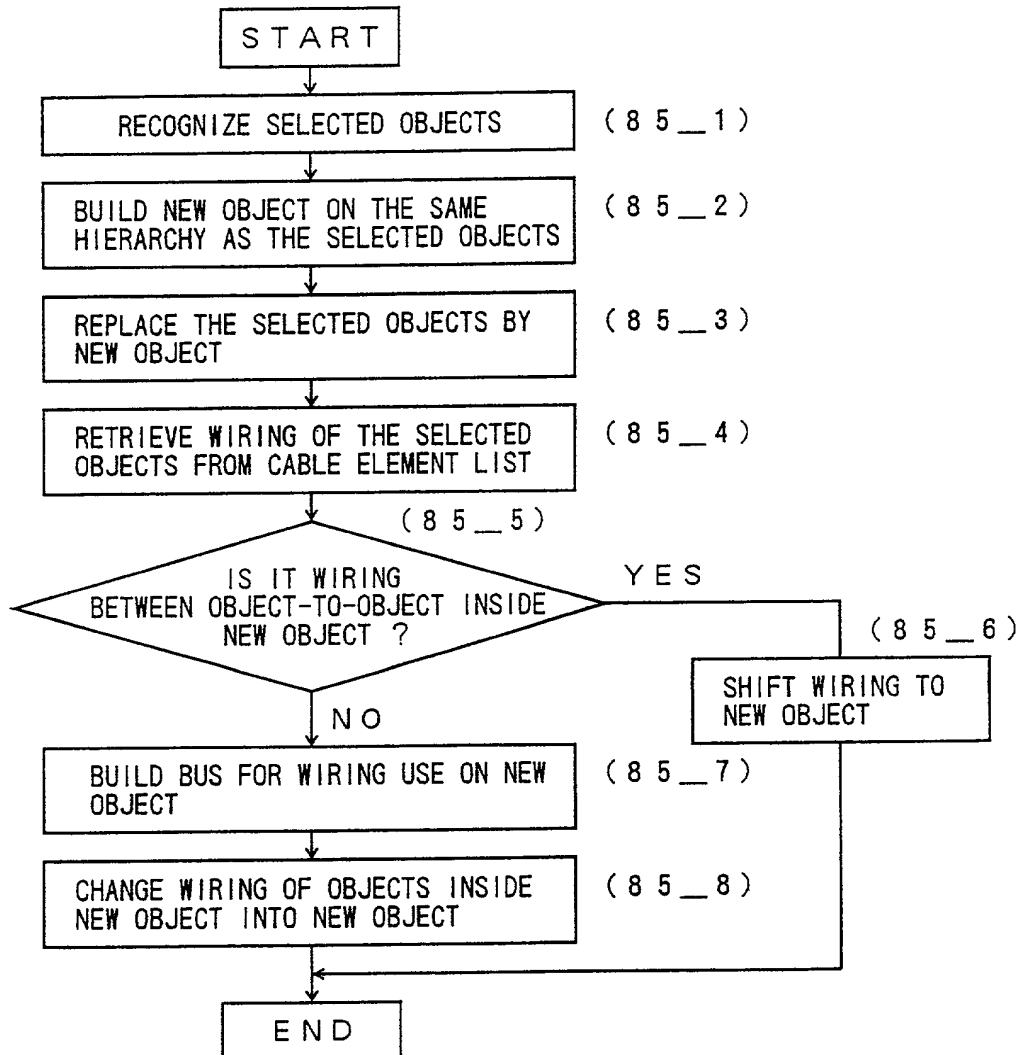 START
RECOGNIZE SELECTED OBJECTS
(85_1)
BUILD NEW OBJECT ON THE SAME
HIERARCHY AS THE SELECTED OBJECTS
(85_2)
REPLACE THE SELECTED OBJECTS BY
NEW OBJECT
(85_3)
RETRIEVE WIRING OF THE SELECTED
OBJECTS FROM CABLE ELEMENT LIST
(85_4)
(85_5)
IS IT WIRING
BETWEEN OBJECT-TO-OBJECT INSIDE
NEW OBJECT ?
YES
(85_6)
SHIFT WIRING TO
NEW OBJECT
NO
BUILD BUS FOR WIRING USE ON NEW
OBJECT
(85_7)
CHANGE WIRING OF OBJECTS INSIDE
NEW OBJECT INTO NEW OBJECT
(85_8)
END